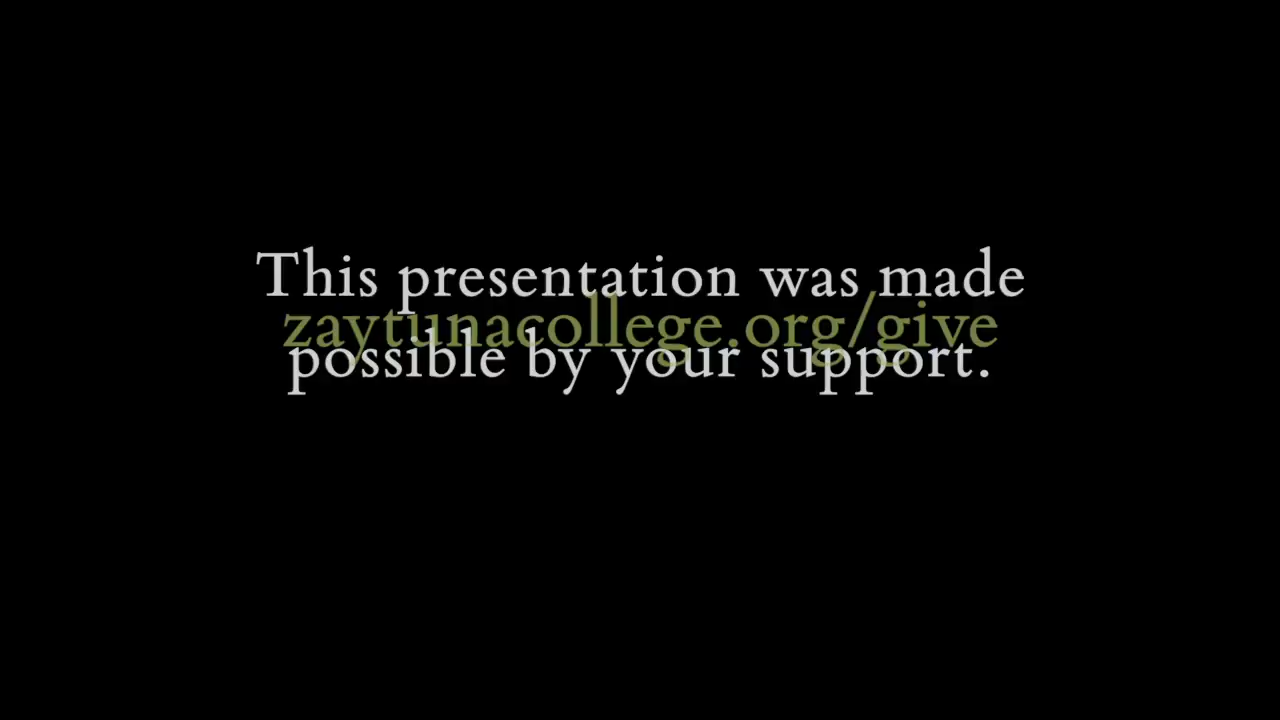 This presentation was made
zaytunacollege.org/give
possible by your support.